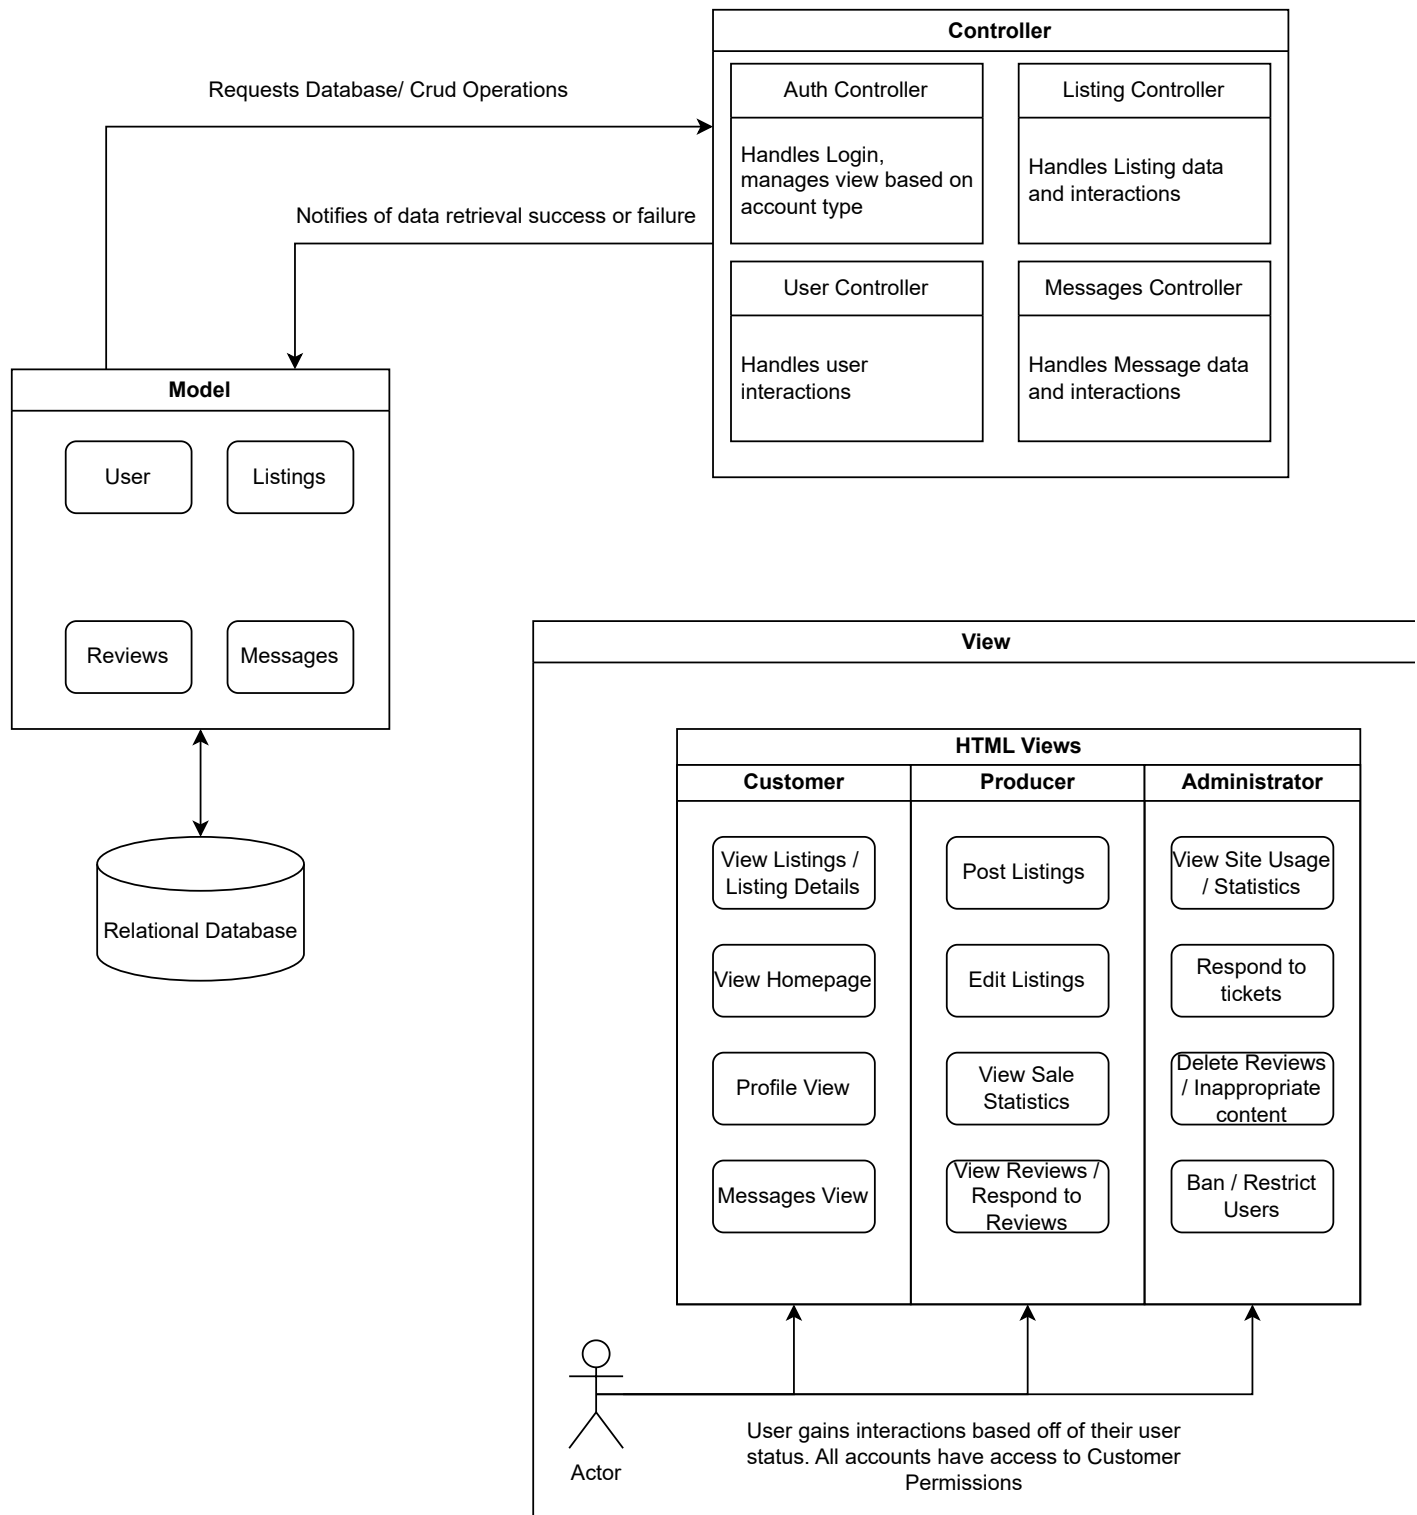 Controller
Requests Database/ Crud Operations
Auth Controller
Handles Login,
manages view based on
account type
Listing Controller
Handles Listing data
and interactions
Notifies of data retrieval success or failure
User Controller
Handles user
interactions
Messages Controller
Handles Message data
and interactions
Model
User
Listings
Reviews
Messages
Relational Database
View
HTML Views
Customer
View Listings /
Listing Details
View Homepage
Profile View
Messages View
Producer
Post Listings
Edit Listings
View Sale
Statistics
View Reviews /
Respond to
Reviews
Administrator
View Site Usage
/ Statistics
Respond to
tickets
Delete Reviews
/ Inappropriate
content
Ban / Restrict
Users
Actor
User gains interactions based off of their user
status. All accounts have access to Customer
Permissions